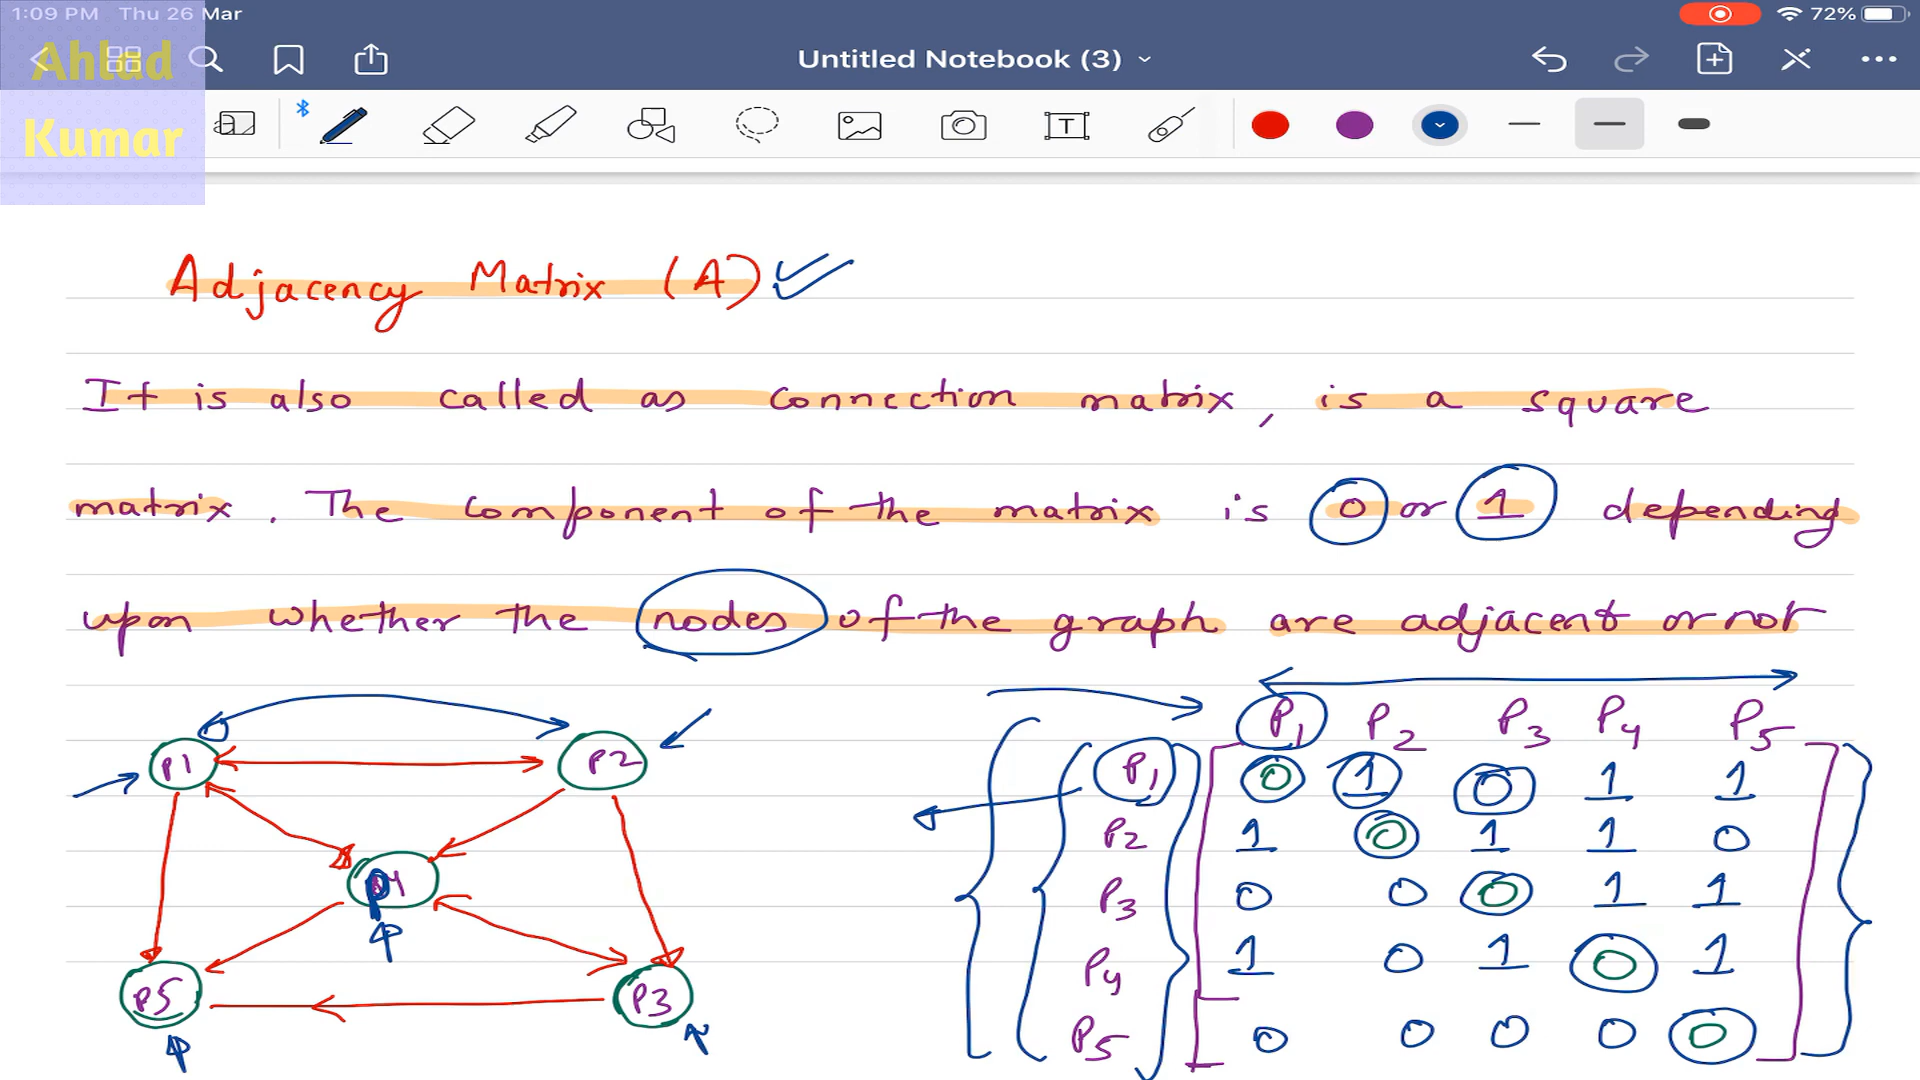 1:09 PM Thu 26 Mar
72%
Ahlad
Kumar
Untitled Notebook (3)
a
T
Adjacency Matrix (A)
It is also called as connection matrix, is a square
matrix. The component of the matrix is 0 or 1 depending
upon whether the nodes of the graph are adjacent or not
P1 P2 P3 P4 P5
P1 0 1 0 1 1
P2 1 0 1 1 0
P3 0 0 0 1 1
P4 1 0 1 0 1
P5 0 0 0 0 0
P1
P2
P4
P5
P3